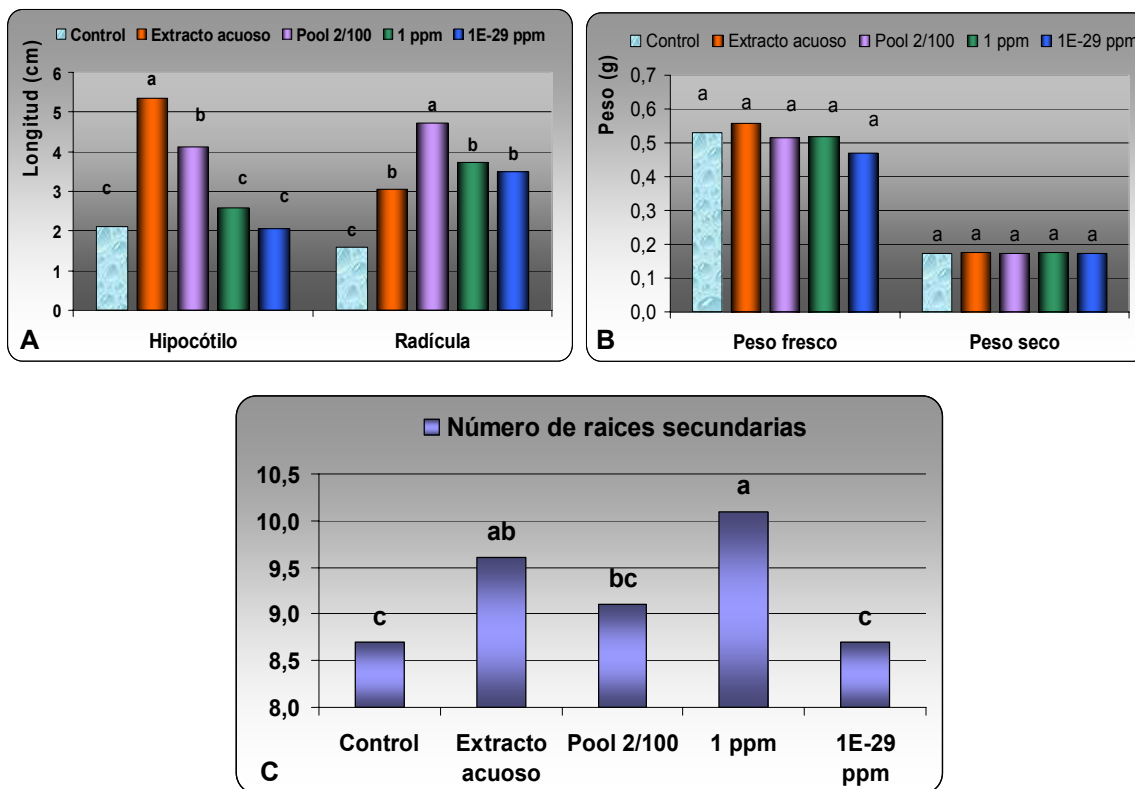 Control Extracto acuoso Pool 2/100 1 ppm 1E-29 ppm
Longitud (cm)
6
5
4
3
2
1
0
c a b c c
c b a b b
Hipocótilo Radícula
A
Control Extracto acuoso Pool 2/100 1 ppm 1E-29 ppm
Peso (g)
0,7
0,6
0,5
0,4
0,3
0,2
0,1
0,0
a a a a a
a a a a a
Peso fresco Peso seco
B
Número de raices secundarias
10,5
10,0
9,5
9,0
8,5
8,0
c ab bc a c
Control Extracto Pool 2/100 1 ppm 1E-29
acuoso ppm
C